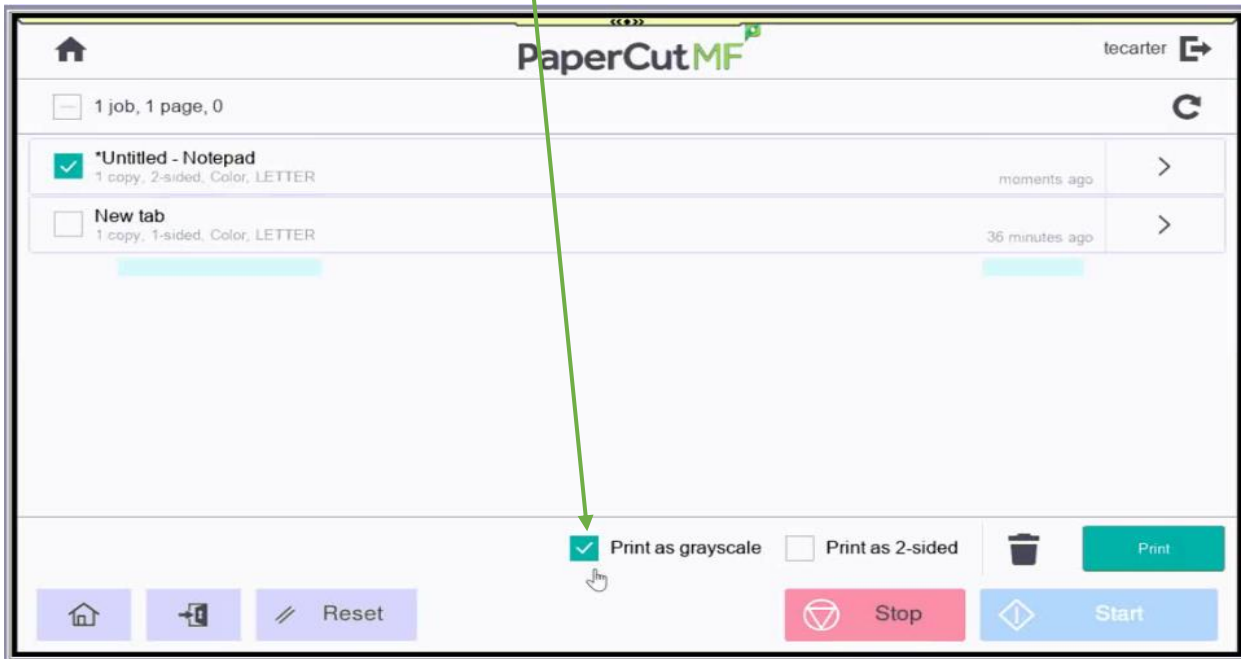 PaperCutMF
tecarter
1 job, 1 page, 0
*Untitled - Notepad
1 copy, 2-sided, Color, LETTER
moments ago
New tab
1 copy, 1-sided, Color, LETTER
36 minutes ago
Print as grayscale
Print as 2-sided
Print
Reset
Stop
Start